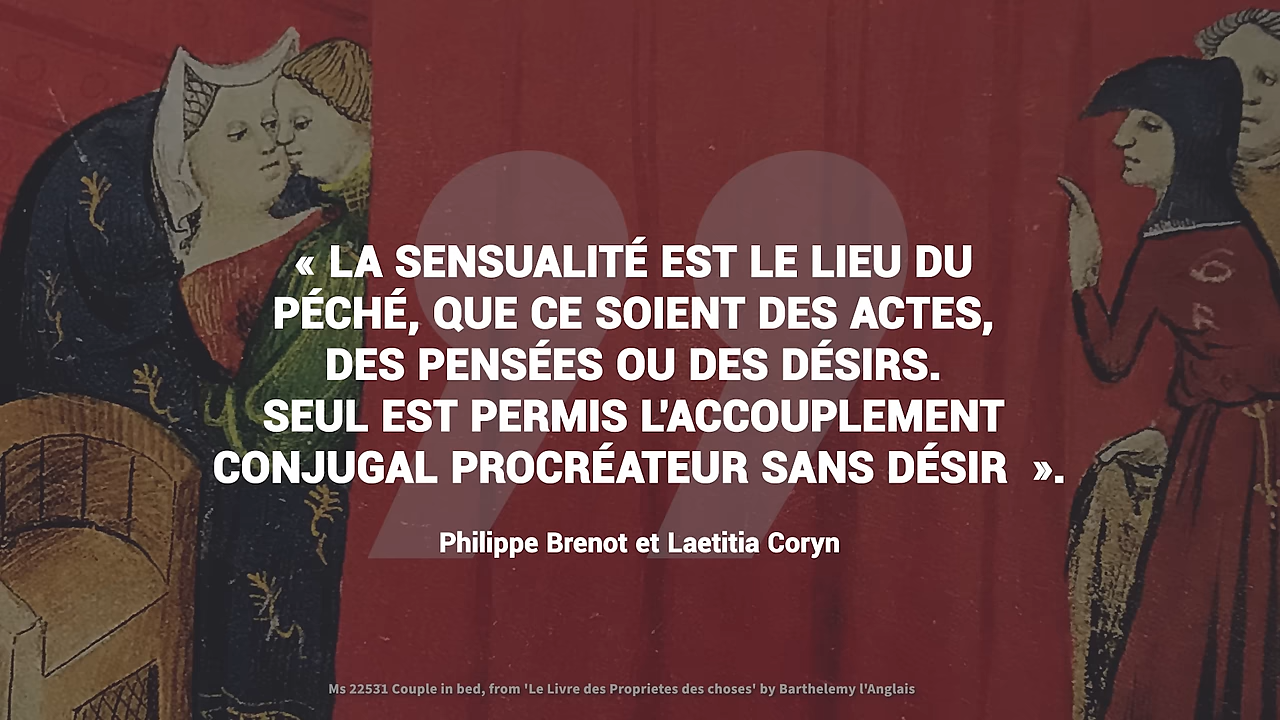 « LA SENSUALITÉ EST LE LIEU DU
PÉCHÉ, QUE CE SOIENT DES ACTES,
DES PENSÉES OU DES DÉSIRS.
SEUL EST PERMIS L'ACCOUPLEMENT
CONJUGAL PROCRÉATEUR SANS DÉSIR  ».
Philippe Brenot et Laetitia Coryn
Ms 22531 Couple in bed, from 'Le Livre des Proprietes des choses' by Barthelemy l'Anglais